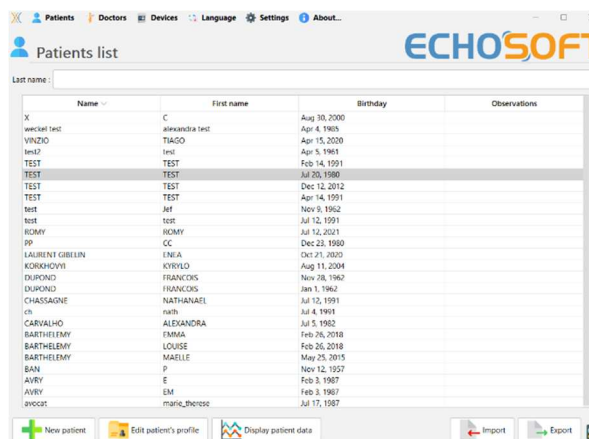 Patients Doctors Devices Language Settings About...
Patients list
ECHOSOFT
Last name :
Name First name Birthday Observations
X C Aug 30, 2000
weckel test alexandra test Apr 4, 1985
VINZIO TIAGO Apr 15, 2020
test2 test Apr 5, 1961
TEST TEST Feb 14, 1991
TEST TEST Jul 20, 1980
TEST TEST Dec 12, 2012
TEST TEST Apr 14, 1991
test Jef Nov 9, 1962
test test Jul 12, 1991
ROMY ROMY Jul 12, 2021
PP CC Dec 23, 1980
LAURENT GIBELIN ENEA Oct 21, 2020
KORKHOVYI KYRYLO Aug 11, 2004
DUPOND FRANCOIS Nov 28, 1962
DUPOND FRANCOIS Jan 1, 1962
CHASSAGNE NATHANAEL Jul 12, 1991
ch nath Jul 4, 1991
CARVALHO ALEXANDRA Jul 5, 1982
BARTHELEMY EMMA Feb 26, 2018
BARTHELEMY LOUISE Feb 26, 2018
BARTHELEMY MAELLE May 25, 2015
BAN P Nov 12, 1957
AVRY E Feb 3, 1987
AVRY EM Feb 3, 1987
avocat marie_therese Jul 17, 1987
New patient Edit patient's profile Display patient data Import Export